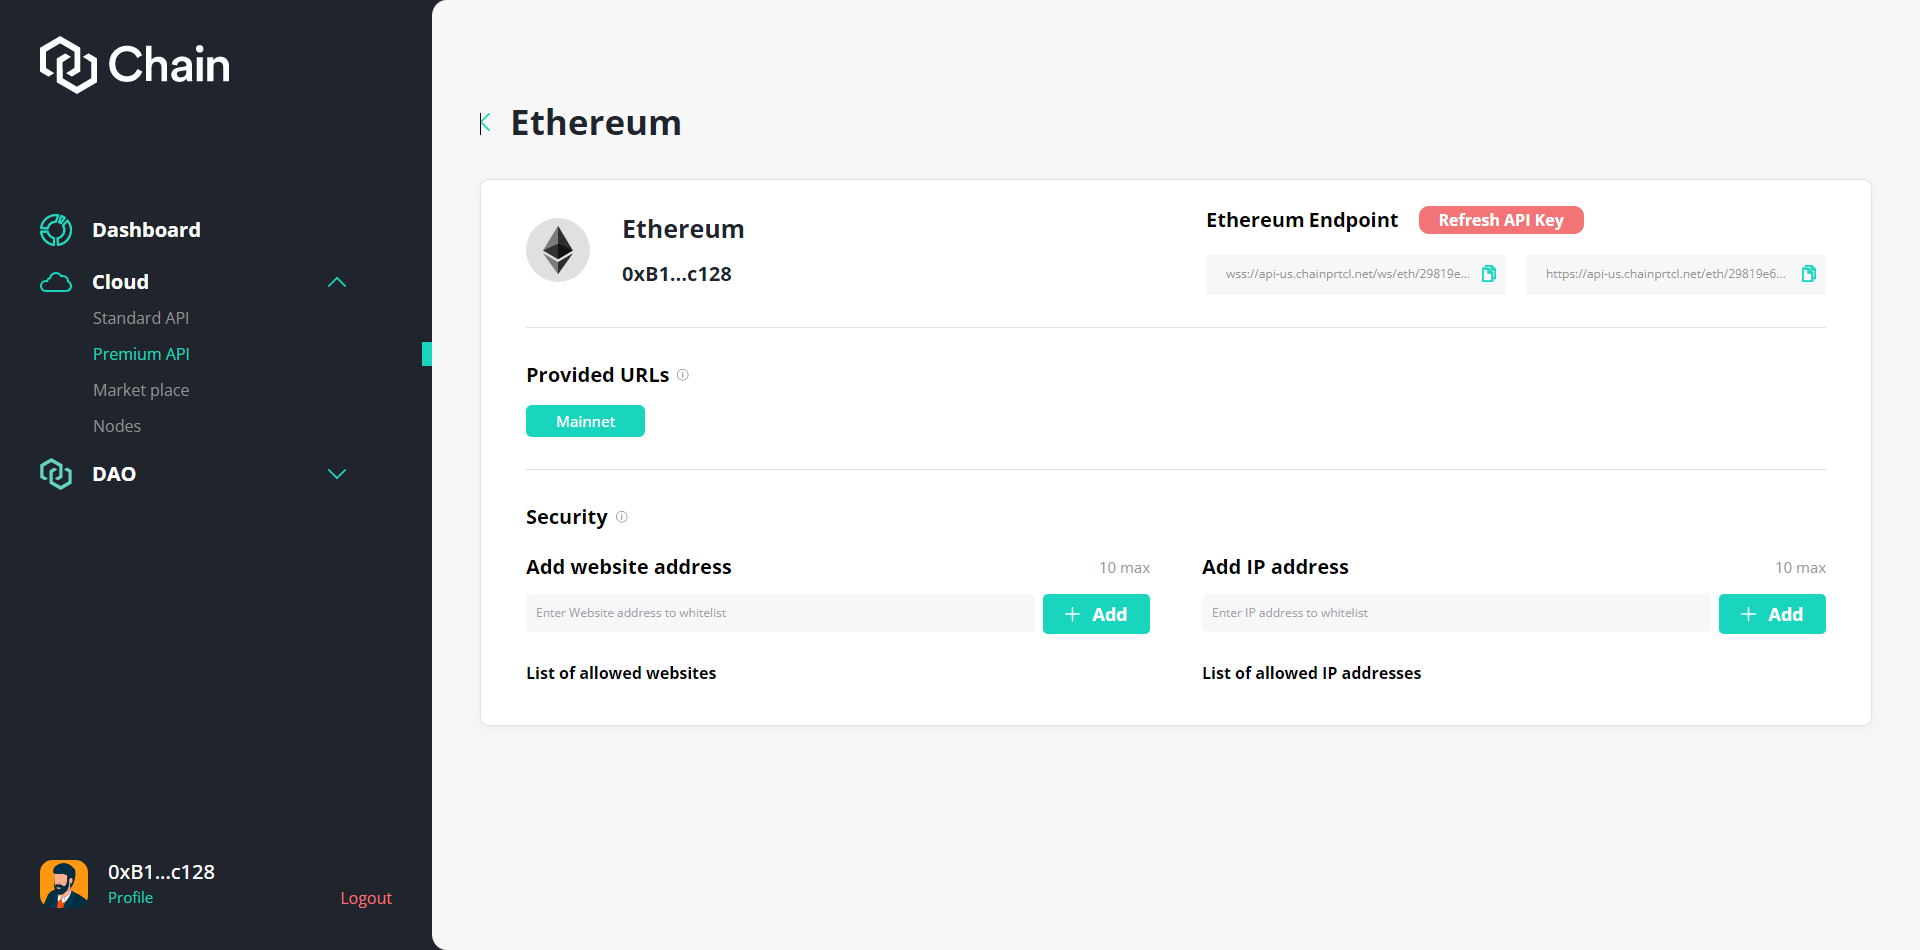 Chain
Dashboard
Cloud
Standard API
Premium API
Market place
Nodes
DAO
0xB1...c128
Profile
Logout
Ethereum
Ethereum
0xB1...c128
Ethereum Endpoint
Refresh API Key
wss://api-us.chainprtcl.net/ws/eth/29819e...
https://api-us.chainprtcl.net/eth/29819e6...
Provided URLs
Mainnet
Security
Add website address
10 max
Enter Website address to whitelist
Add
List of allowed websites
Add IP address
10 max
Enter IP address to whitelist
Add
List of allowed IP addresses